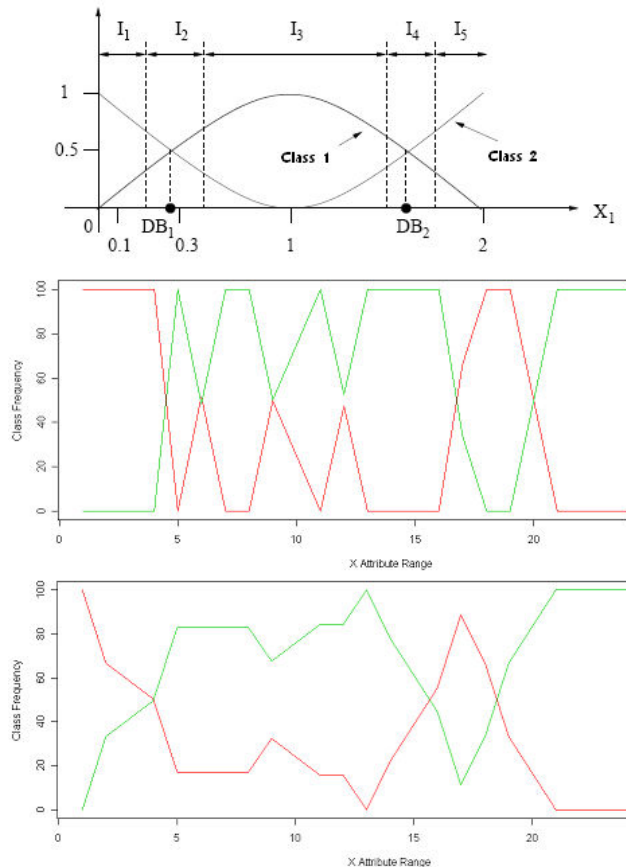 I1 I2 I3 I4 I5
1
0.5
Class 1
Class 2
0
DB1
DB2
X1
0.1 0.3 1 2
100
80
60
40
20
0
Class Frequency
0 5 10 15 20
X Attribute Range
100
80
60
40
20
0
Class Frequency
0 5 10 15 20
X Attribute Range